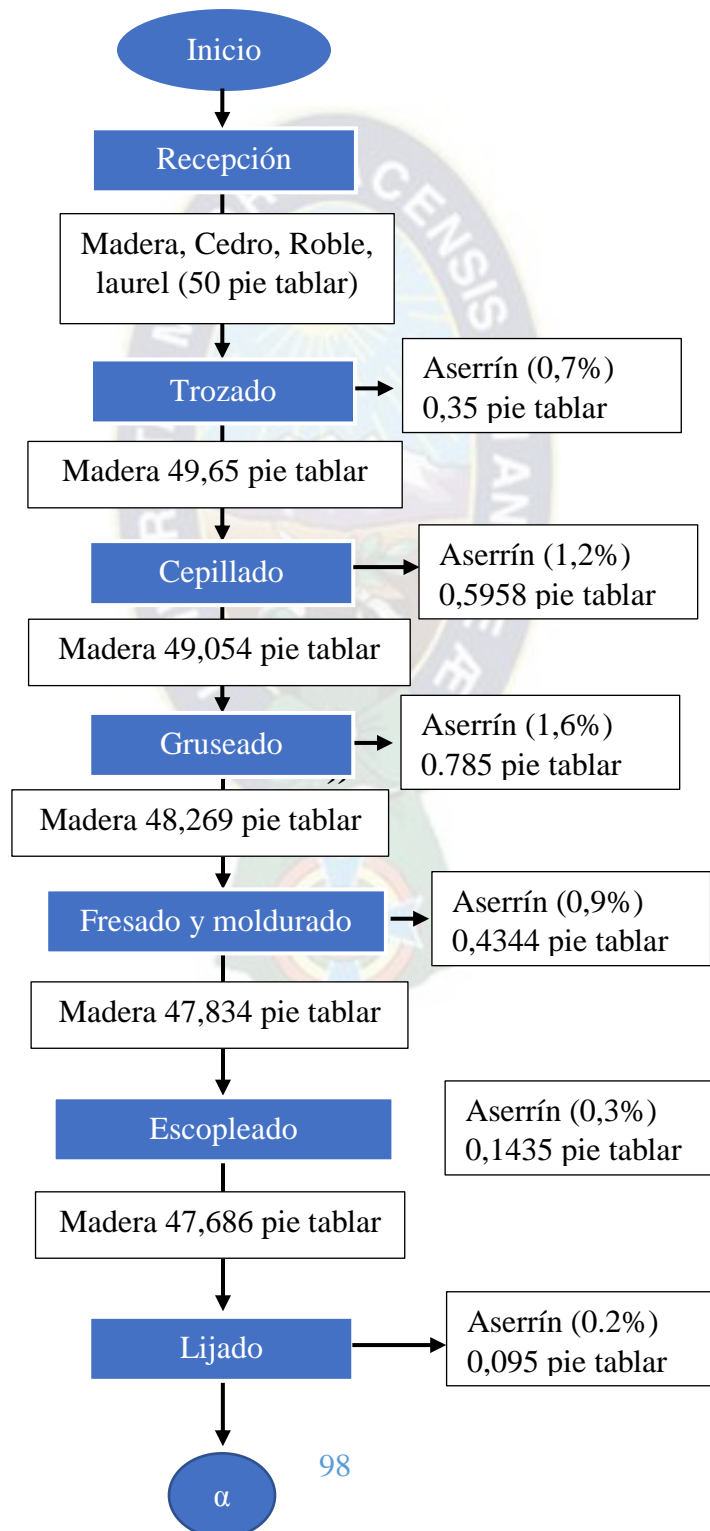 Inicio
Recepción
Madera, Cedro, Roble,
laurel (50 pie tablar)
Trozado
Aserrín (0,7%)
0,35 pie tablar
Madera 49,65 pie tablar
Cepillado
Aserrín (1,2%)
0,5958 pie tablar
Madera 49,054 pie tablar
Gruseado
Aserrín (1,6%)
0.785 pie tablar
Madera 48,269 pie tablar
Fresado y moldurado
Aserrín (0,9%)
0,4344 pie tablar
Madera 47,834 pie tablar
Escopleado
Aserrín (0,3%)
0,1435 pie tablar
Madera 47,686 pie tablar
Lijado
Aserrín (0.2%)
0,095 pie tablar
98
α